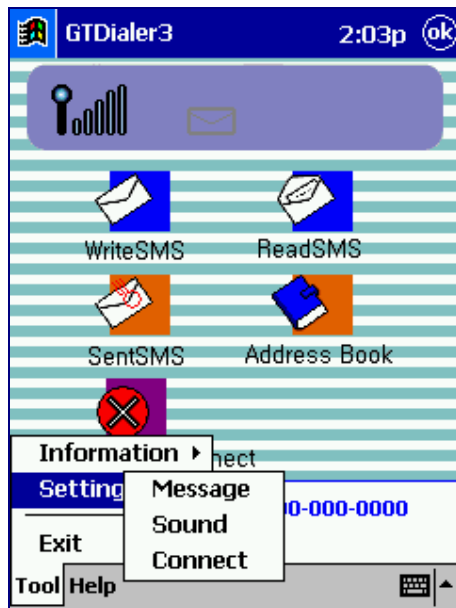 GTDialer3 2:03p ok
WriteSMS ReadSMS
SentSMS Address Book
Information
Setting Message
00-000-0000
Sound
Exit
Connect
Tool Help